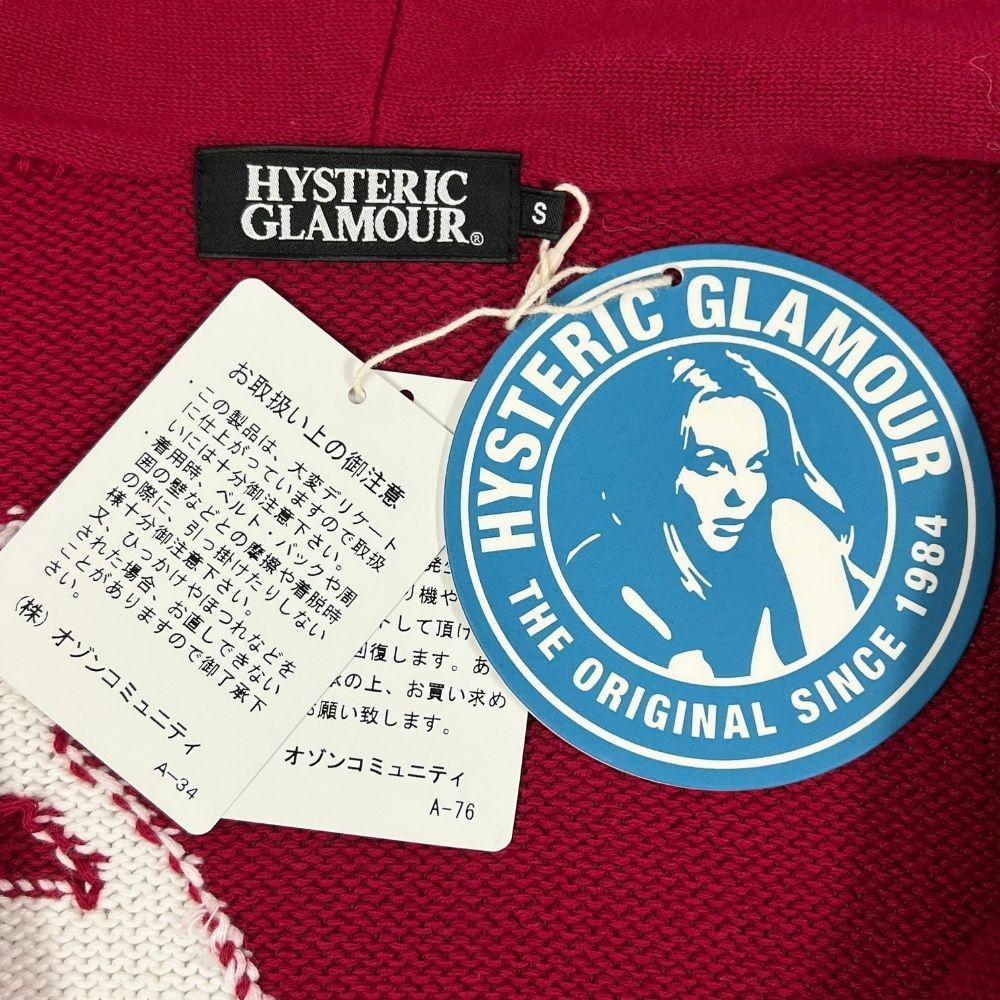 HYSTERIC
GLAMOUR®
S
HYSTERIC GLAMOUR
THE ORIGINAL SINCE 1984
お取扱い上の御注意
・この製品は、大変デリケート
に仕上がっていますので取扱
いには十分御注意下さい。
・着用時、ベルト・バックや周
囲の壁などとの摩擦や着脱時
の際に、引っ掛けたりしない
様十分御注意下さい。
又、ひっかけやほつれなどを
された場合、お直しできない
ことがありますので御了承下
さい。
(株)オゾンコミュニティ
A-34
機や
して頂け
回復します。あ
の上、お買い求め
願い致します。
オゾンコミュニティ
A-76